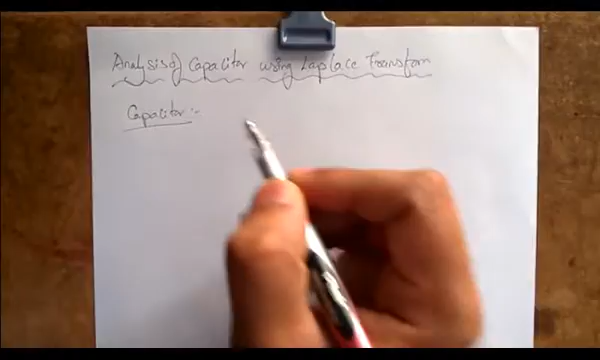 Analysis of Capacitor using Laplace Transform
Capacitor :-